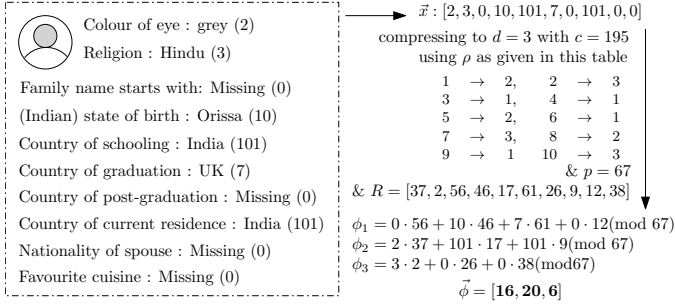 Colour of eye : grey (2)
Religion : Hindu (3)
Family name starts with: Missing (0)
(Indian) state of birth : Orissa (10)
Country of schooling : India (101)
Country of graduation : UK (7)
Country of post-graduation : Missing (0)
Country of current residence : India (101)
Nationality of spouse : Missing (0)
Favourite cuisine : Missing (0)
x⃗ : [2, 3, 0, 10, 101, 7, 0, 101, 0, 0]
compressing to d = 3 with c = 195
using ρ as given in this table
1 → 2, 2 → 3
3 → 1, 4 → 1
5 → 2, 6 → 1
7 → 3, 8 → 2
9 → 1 10 → 3
& p = 67
& R = [37, 2, 56, 46, 17, 61, 26, 9, 12, 38]
ϕ₁ = 0 · 56 + 10 · 46 + 7 · 61 + 0 · 12(mod 67)
ϕ₂ = 2 · 37 + 101 · 17 + 101 · 9(mod 67)
ϕ₃ = 3 · 2 + 0 · 26 + 0 · 38(mod67)
ϕ⃗ = [16, 20, 6]